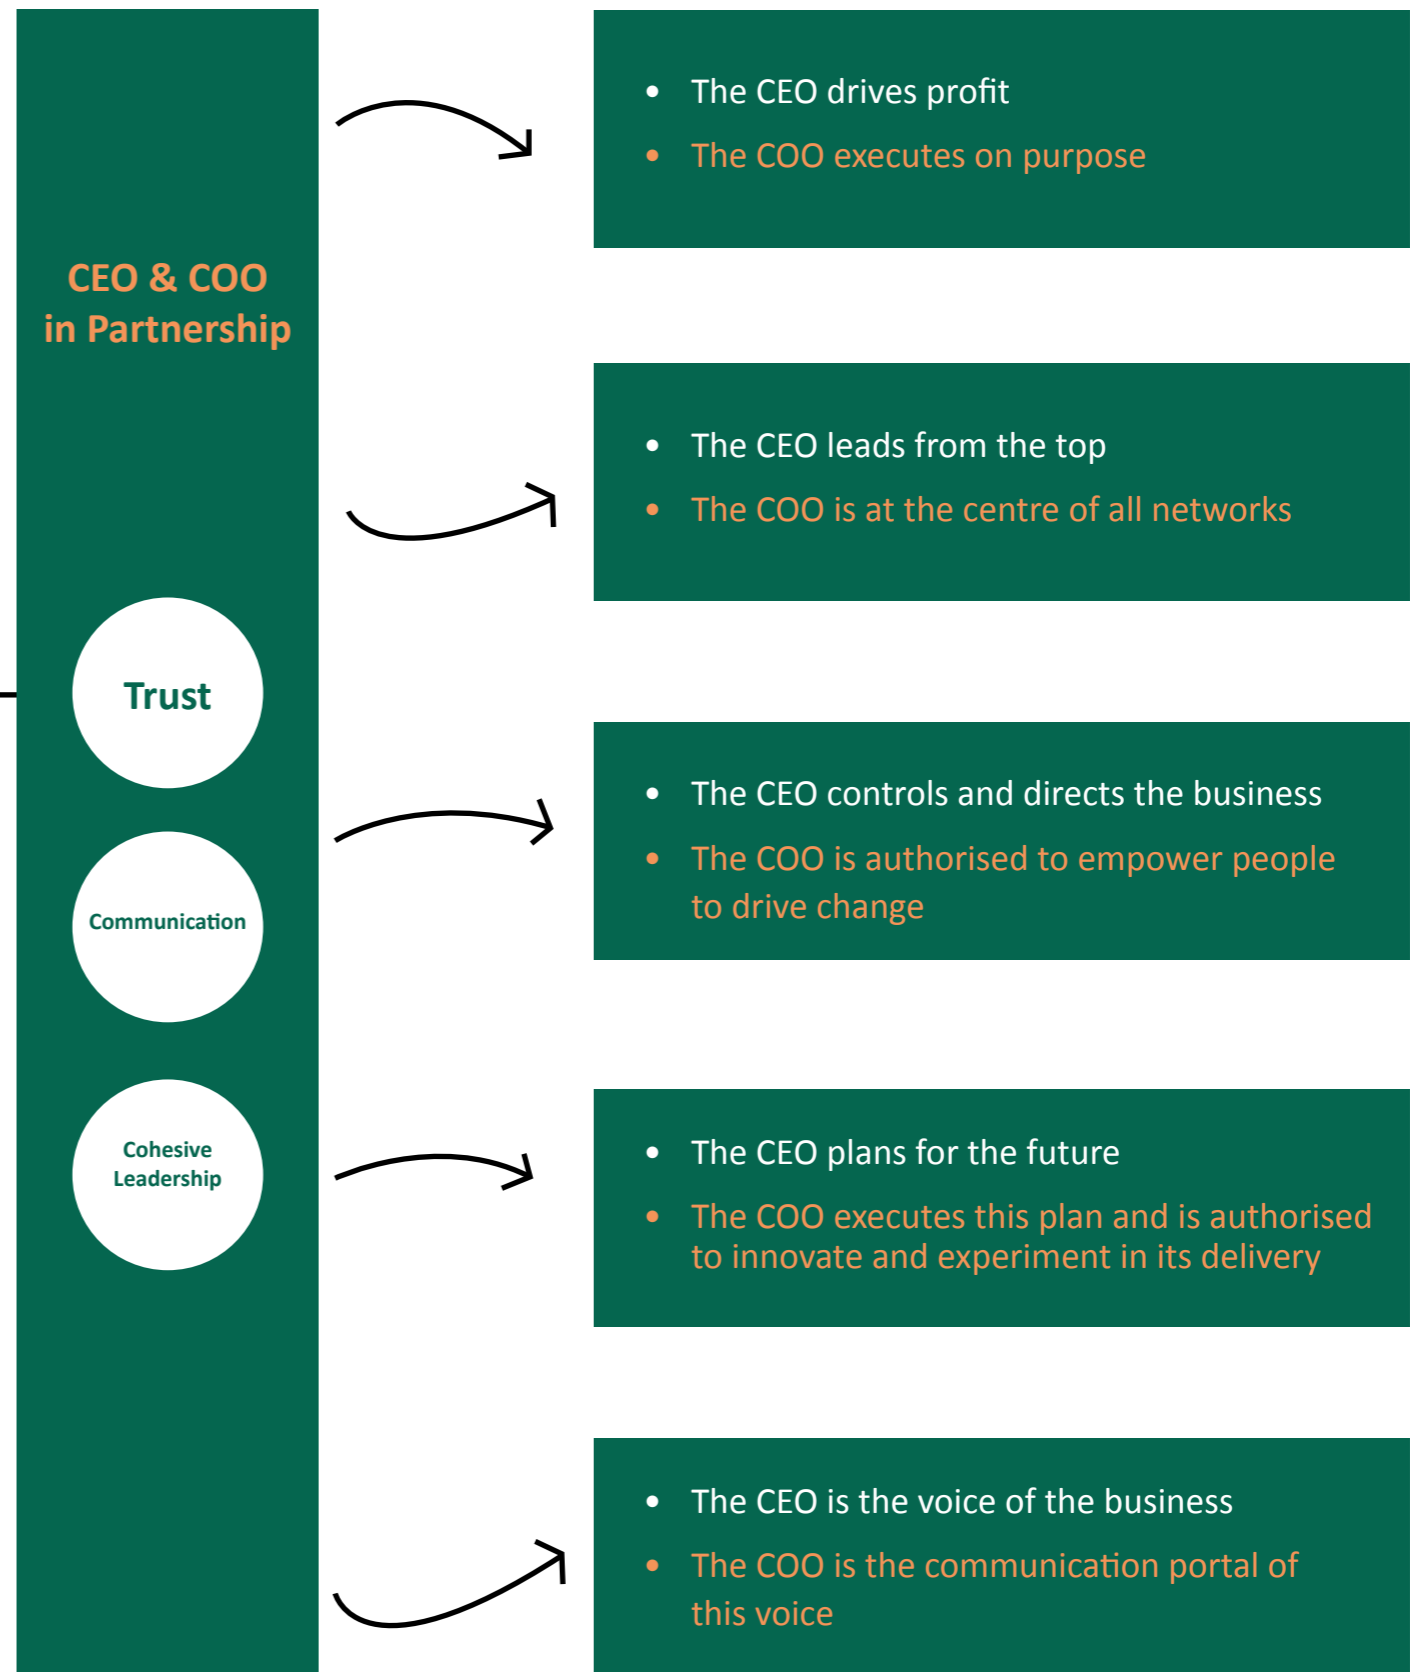 CEO & COO
in Partnership
Trust
Communication
Cohesive
Leadership
• The CEO drives profit
• The COO executes on purpose
• The CEO leads from the top
• The COO is at the centre of all networks
• The CEO controls and directs the business
• The COO is authorised to empower people
to drive change
• The CEO plans for the future
• The COO executes this plan and is authorised
to innovate and experiment in its delivery
• The CEO is the voice of the business
• The COO is the communication portal of
this voice